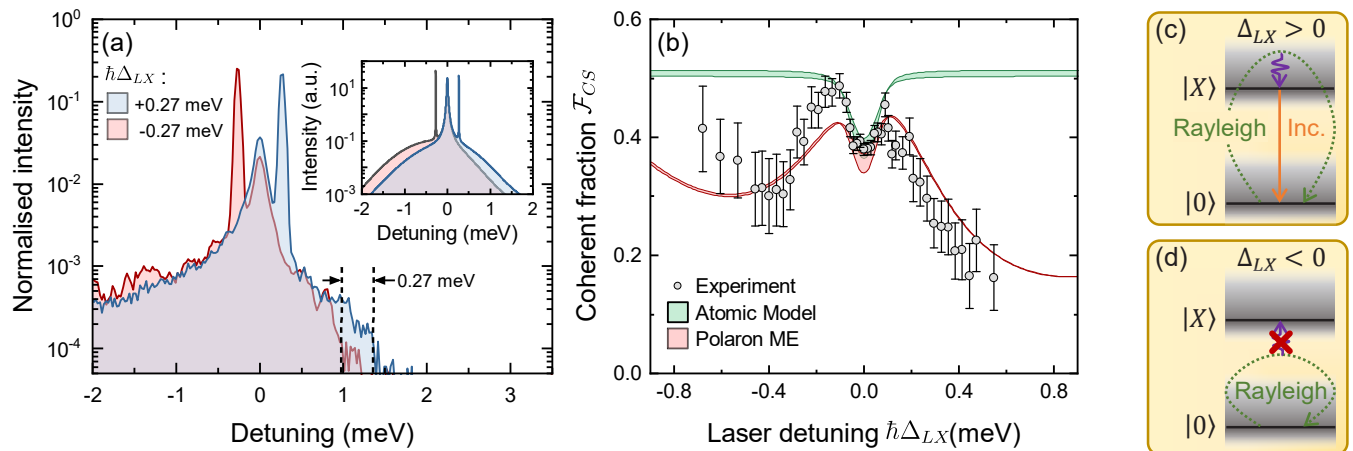 (a)
ħΔ_LX :
+0.27 meV
-0.27 meV
Normalised intensity
10⁰
10⁻¹
10⁻²
10⁻³
10⁻⁴
-2 -1 0 1 2 3
Detuning (meV)
0.27 meV
Intensity (a.u.)
10¹
10⁻¹
10⁻³
-2 -1 0 1 2
Detuning (meV)
(b)
Coherent fraction 𝓕_CS
0.6
0.4
0.2
0.0
Experiment
Atomic Model
Polaron ME
-0.8 -0.4 0.0 0.4 0.8
Laser detuning ħΔ_LX(meV)
(c)
Δ_LX > 0
|X⟩
Rayleigh
Inc.
|0⟩
(d)
Δ_LX < 0
|X⟩
Rayleigh
|0⟩